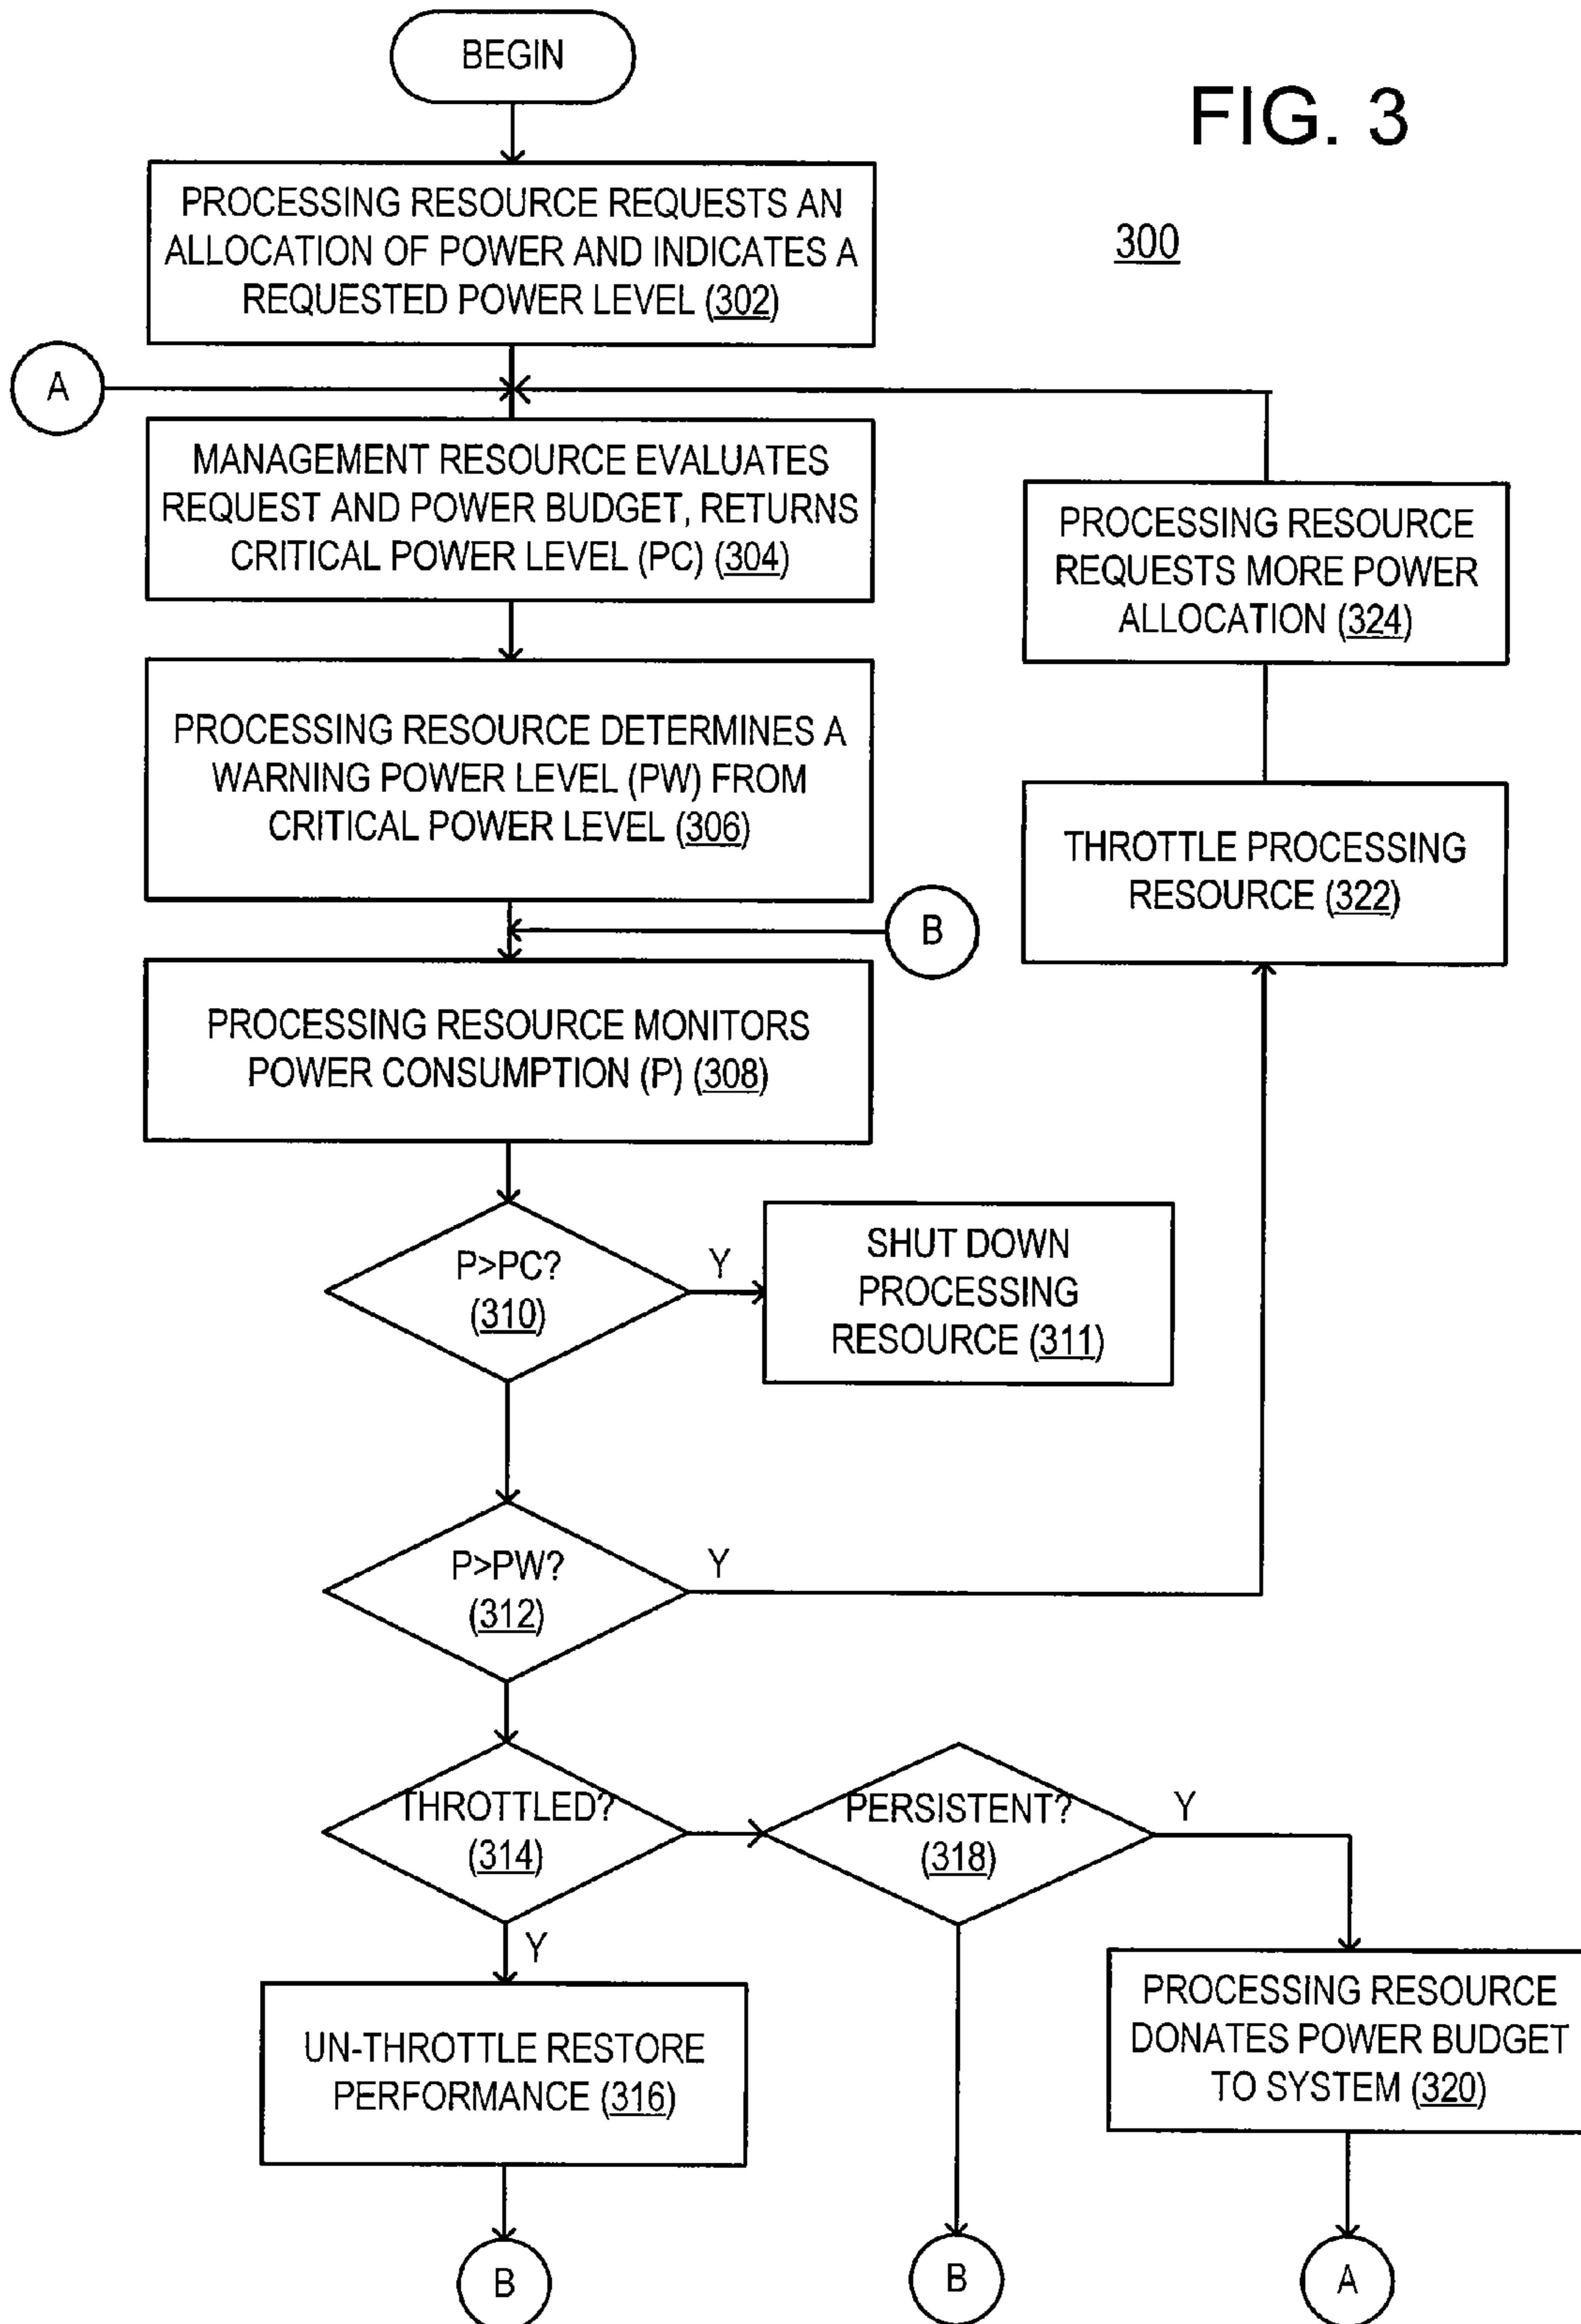 BEGIN
FIG. 3
300
PROCESSING RESOURCE REQUESTS AN
ALLOCATION OF POWER AND INDICATES A
REQUESTED POWER LEVEL (302)
A
MANAGEMENT RESOURCE EVALUATES
REQUEST AND POWER BUDGET, RETURNS
CRITICAL POWER LEVEL (PC) (304)
PROCESSING RESOURCE
REQUESTS MORE POWER
ALLOCATION (324)
PROCESSING RESOURCE DETERMINES A
WARNING POWER LEVEL (PW) FROM
CRITICAL POWER LEVEL (306)
THROTTLE PROCESSING
RESOURCE (322)
B
PROCESSING RESOURCE MONITORS
POWER CONSUMPTION (P) (308)
P>PC?
(310)
Y
SHUT DOWN
PROCESSING
RESOURCE (311)
P>PW?
(312)
Y
THROTTLED?
(314)
Y
PERSISTENT?
(318)
Y
UN-THROTTLE RESTORE
PERFORMANCE (316)
PROCESSING RESOURCE
DONATES POWER BUDGET
TO SYSTEM (320)
B
B
A